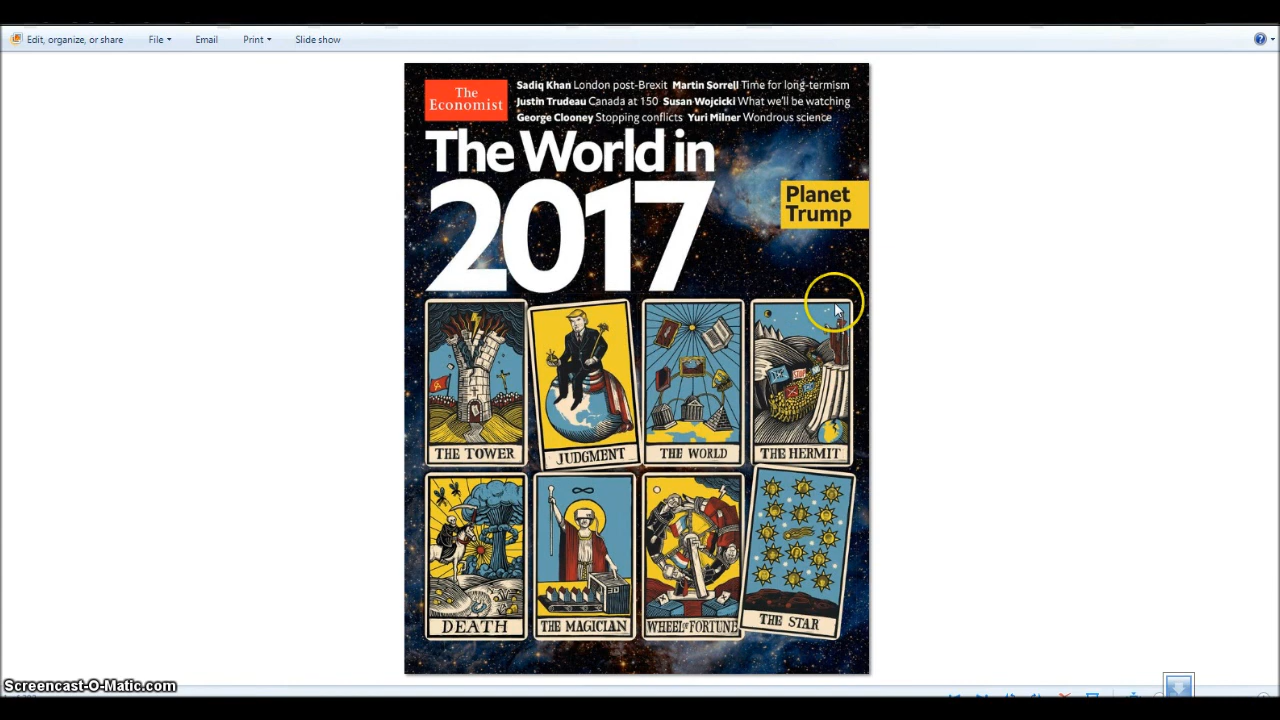 Edit, organize, or share File Email Print Slide show
The
Economist
Sadiq Khan London post-Brexit Martin Sorrell Time for long-termism
Justin Trudeau Canada at 150 Susan Wojcicki What we'll be watching
George Clooney Stopping conflicts Yuri Milner Wondrous science
The World in
2017
Planet
Trump
THE TOWER
JUDGMENT
THE WORLD
THE HERMIT
STOP
3D
DEATH
THE MAGICIAN
WHEEL OF FORTUNE
THE STAR
Screencast-O-Matic.com